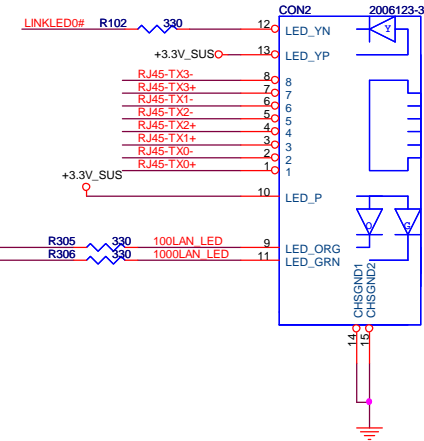 CON2 2006123-3
LINKLED0# R102 330 12 LED_YN Y
+3.3V_SUS 13 LED_YP
RJ45-TX3- 8 8
RJ45-TX3+ 7 7
RJ45-TX1- 6 6
RJ45-TX2- 5 5
RJ45-TX2+ 4 4
RJ45-TX1+ 3 3
RJ45-TX0- 2 2
RJ45-TX0+ 1 1
+3.3V_SUS
10 LED_P
O G
R305 330 100LAN_LED 9 LED_ORG
R306 330 1000LAN_LED 11 LED_GRN
CHSGND1
CHSGND2
14
15